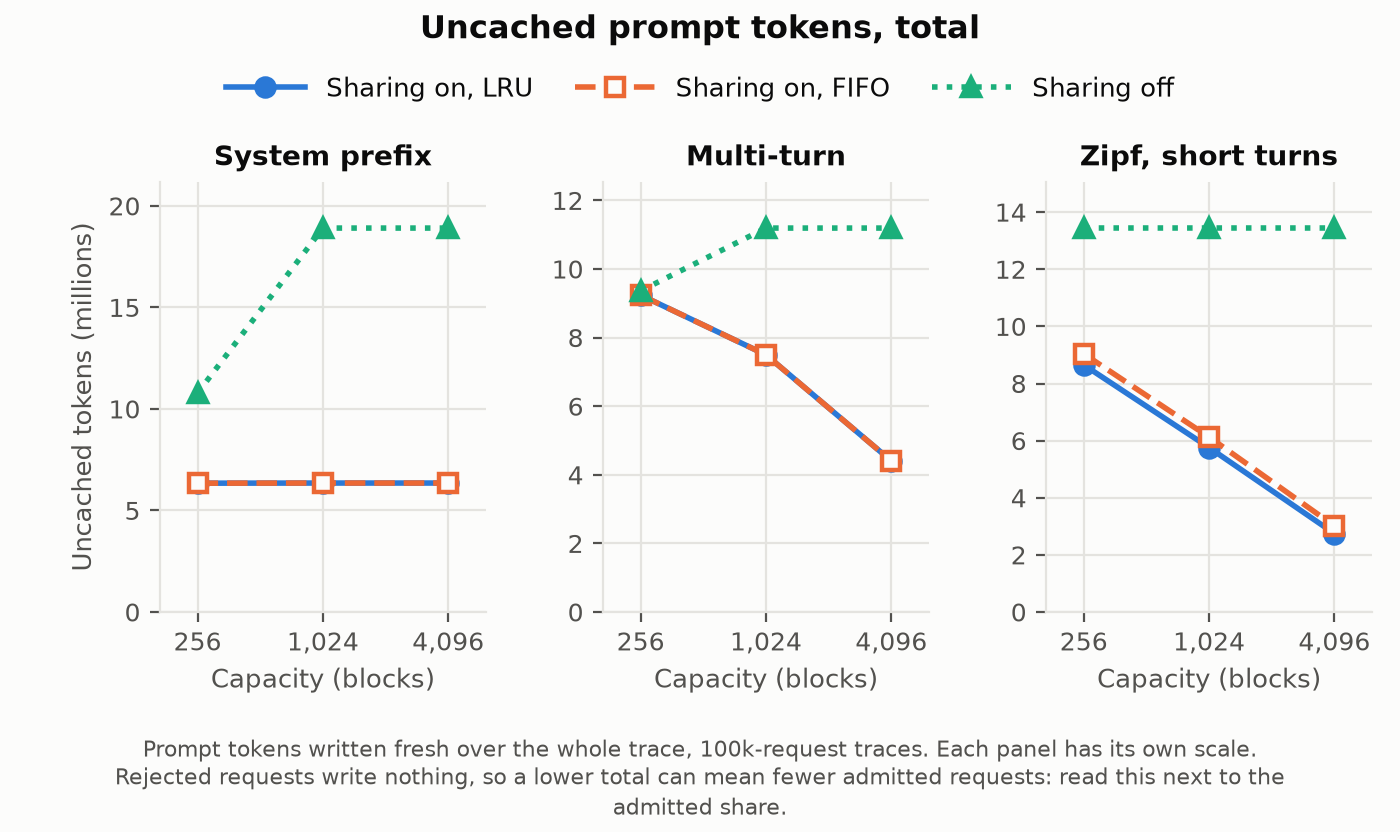 Uncached prompt tokens, total
Sharing on, LRU
Sharing on, FIFO
Sharing off
System prefix
Multi-turn
Zipf, short turns
Uncached tokens (millions)
20
15
10
5
0
256
1,024
4,096
Capacity (blocks)
12
10
8
6
4
2
0
256
1,024
4,096
Capacity (blocks)
14
12
10
8
6
4
2
0
256
1,024
4,096
Capacity (blocks)
Prompt tokens written fresh over the whole trace, 100k-request traces. Each panel has its own scale.
Rejected requests write nothing, so a lower total can mean fewer admitted requests: read this next to the
admitted share.